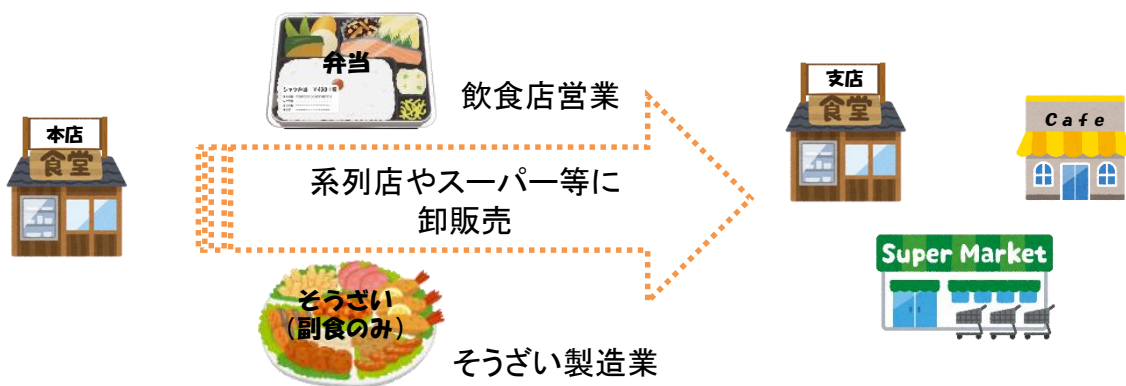 弁当
飲食店営業
本店
食堂
系列店やスーパー等に
卸販売
支店
食堂
Cafe
Super Market
そうざい
(副食のみ)
そうざい製造業